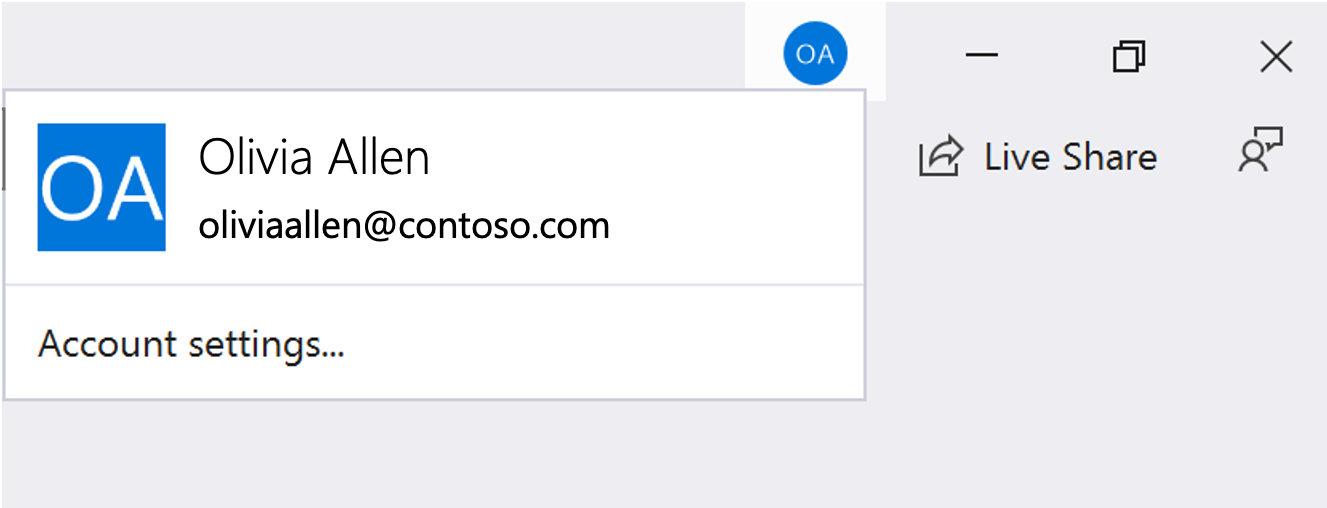 OA
OA
Olivia Allen
oliviaallen@contoso.com
Live Share
Account settings...